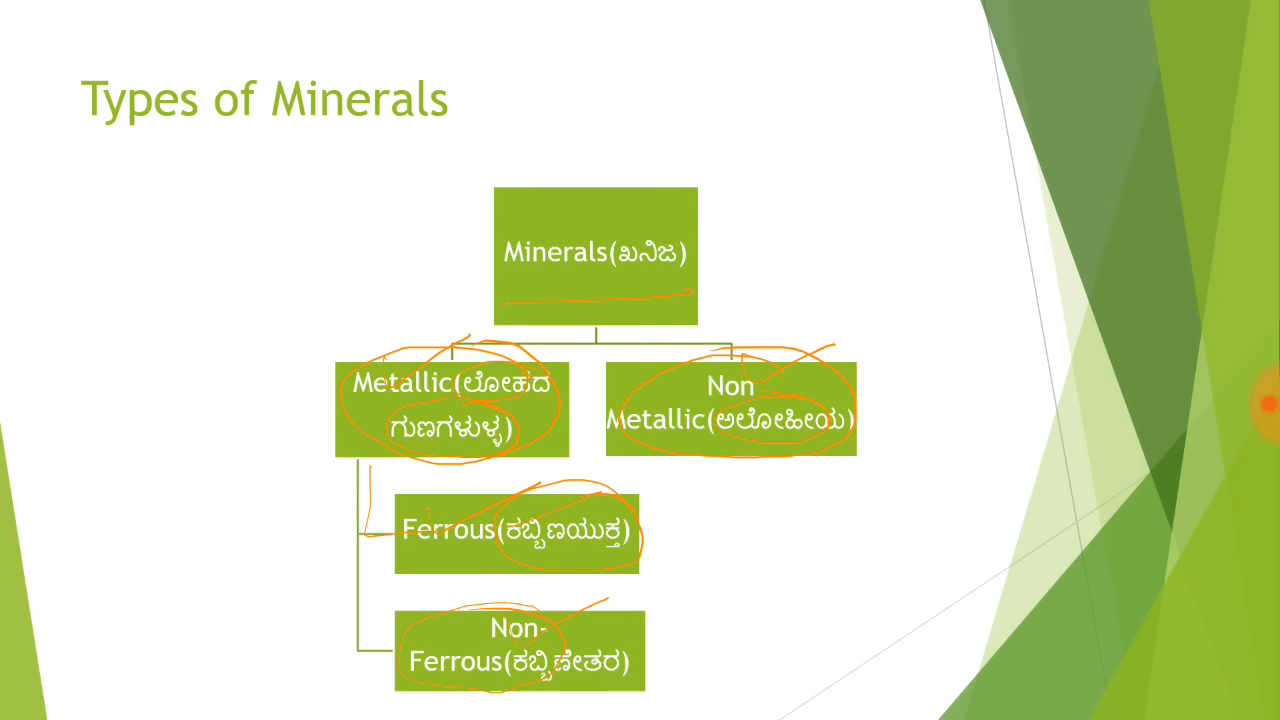 Types of Minerals
Minerals(ಖನಿಜ)
Metallic(ಲೋಹದ
ಗುಣಗಳುಳ್ಳ)
Non
Metallic(ಅಲೋಹೀಯ)
Ferrous(ಕಬ್ಬಿಣಯುಕ್ತ)
Non-
Ferrous(ಕಬ್ಬಿಣೇತರ)